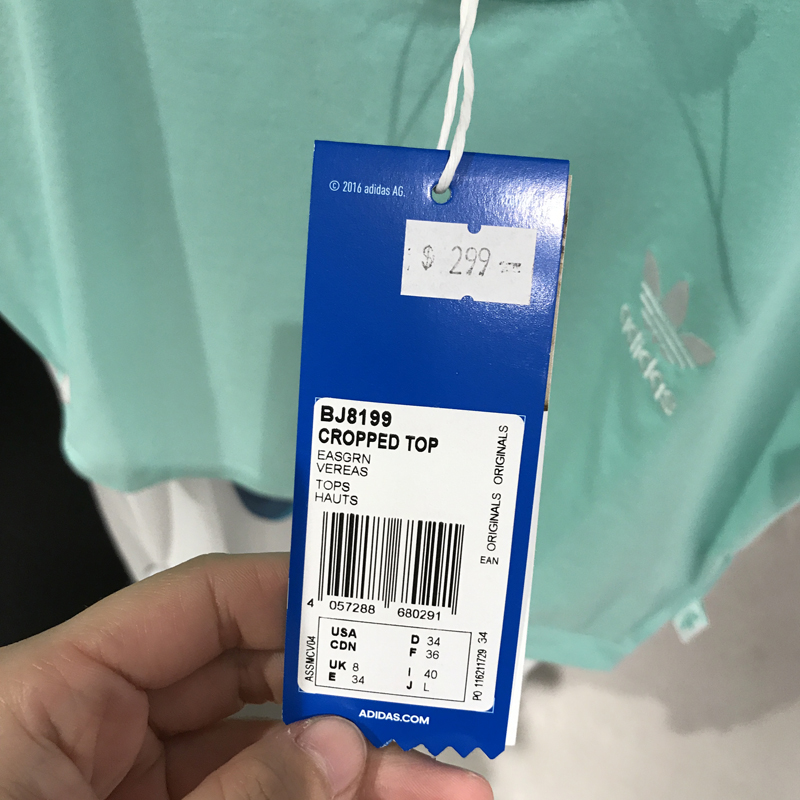 © 2016 adidas AG.
$ 299
BJ8199
CROPPED TOP
EASGRN
VEREAS
TOPS
HAUTS
ORIGINALS ORIGINALS
EAN
4 057288 680291
ASSMCV04
USA
CDN
UK 8
E 34
D 34
F 36
I 40
J L
PO 116211729 34
ADIDAS.COM
adidas